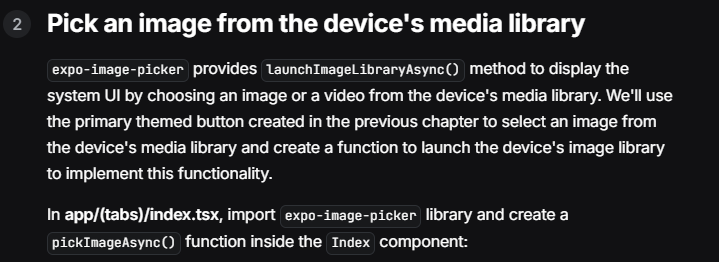 2 Pick an image from the device's media library
expo-image-picker provides launchImageLibraryAsync() method to display the
system UI by choosing an image or a video from the device's media library. We'll use
the primary themed button created in the previous chapter to select an image from
the device's media library and create a function to launch the device's image library
to implement this functionality.
In app/(tabs)/index.tsx, import expo-image-picker library and create a
pickImageAsync() function inside the Index component: